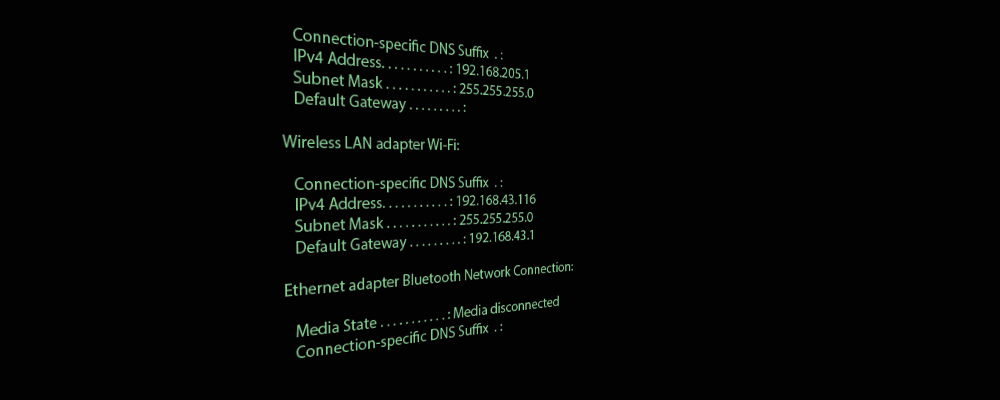 Connection-specific DNS Suffix . :
IPv4 Address. . . . . . . . . . . : 192.168.205.1
Subnet Mask . . . . . . . . . . . : 255.255.255.0
Default Gateway . . . . . . . . . :
Wireless LAN adapter Wi-Fi:
Connection-specific DNS Suffix . :
IPv4 Address. . . . . . . . . . . : 192.168.43.116
Subnet Mask . . . . . . . . . . . : 255.255.255.0
Default Gateway . . . . . . . . . : 192.168.43.1
Ethernet adapter Bluetooth Network Connection:
Media State . . . . . . . . . . . : Media disconnected
Connection-specific DNS Suffix . :